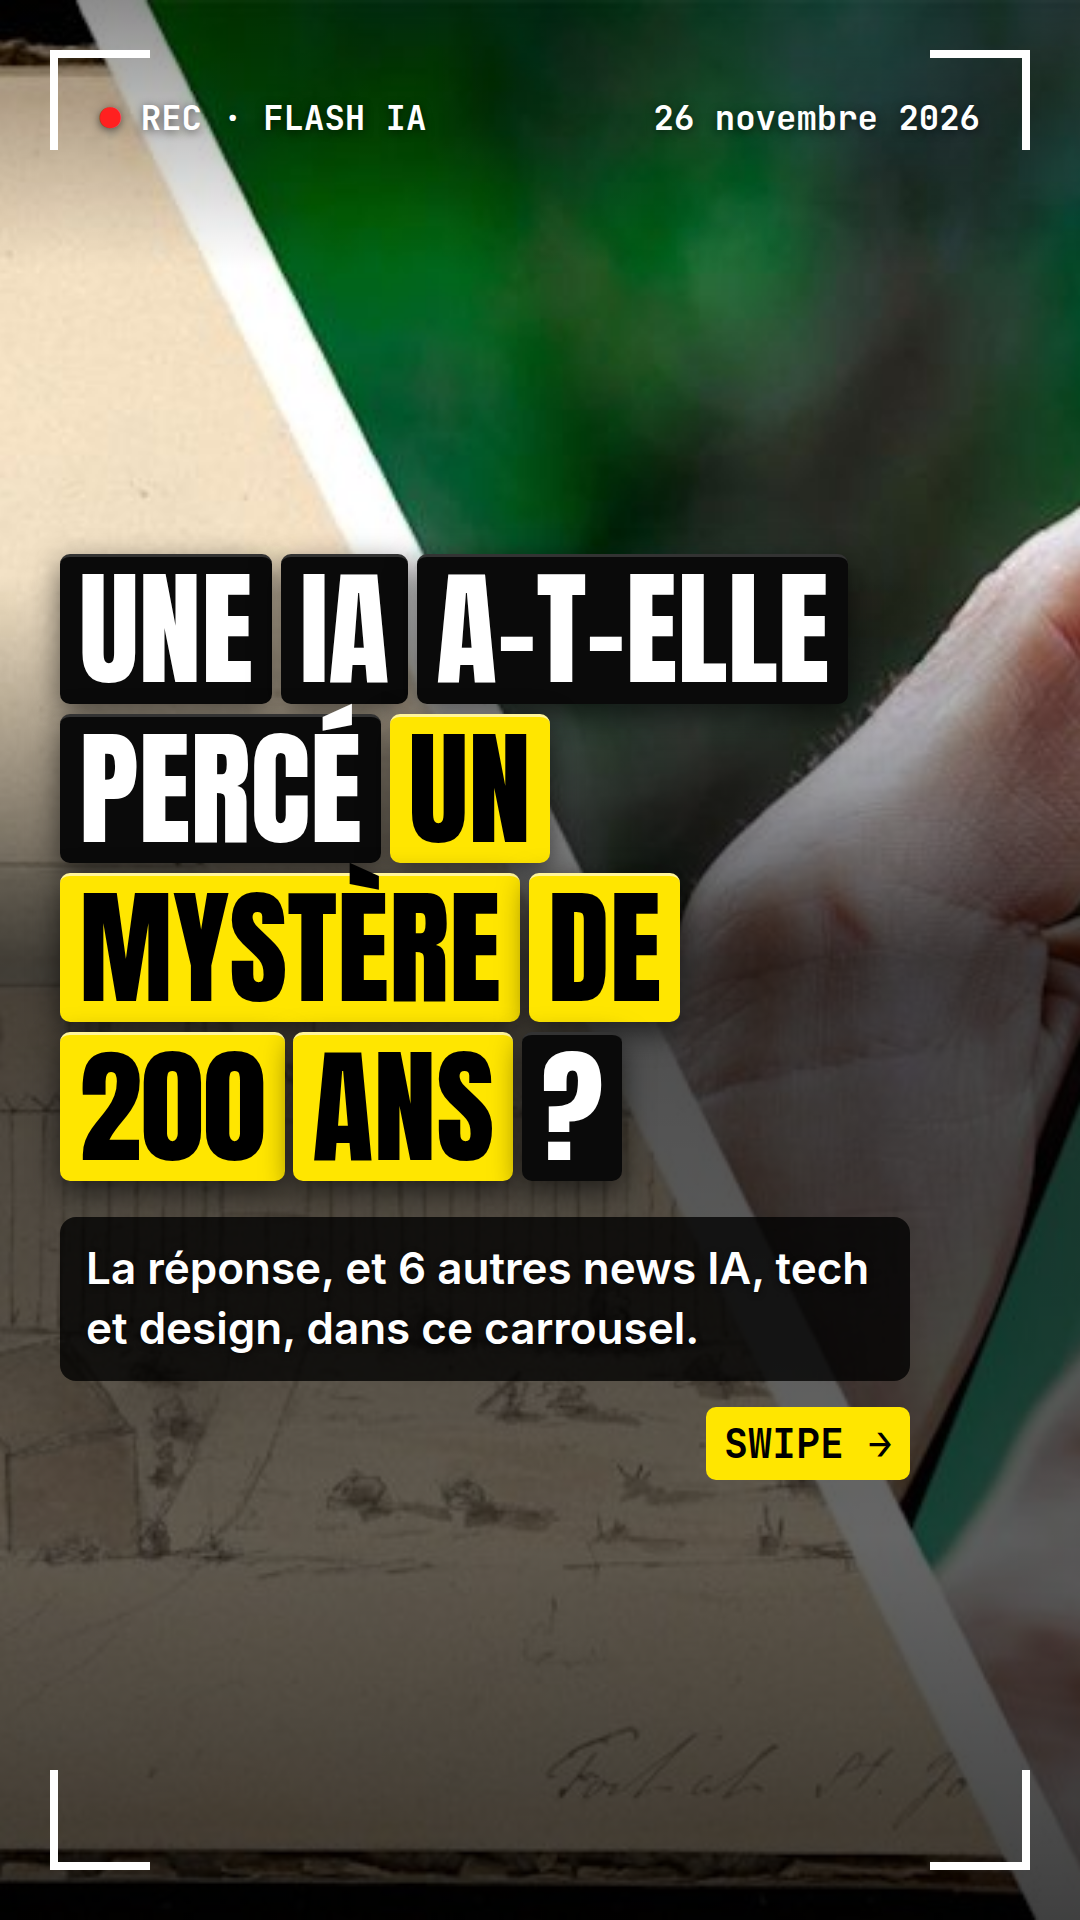 REC · FLASH IA
26 novembre 2026
UNE IA A-T-ELLE
PERCÉ UN
MYSTÈRE DE
200 ANS ?
La réponse, et 6 autres news IA, tech
et design, dans ce carrousel.
SWIPE →